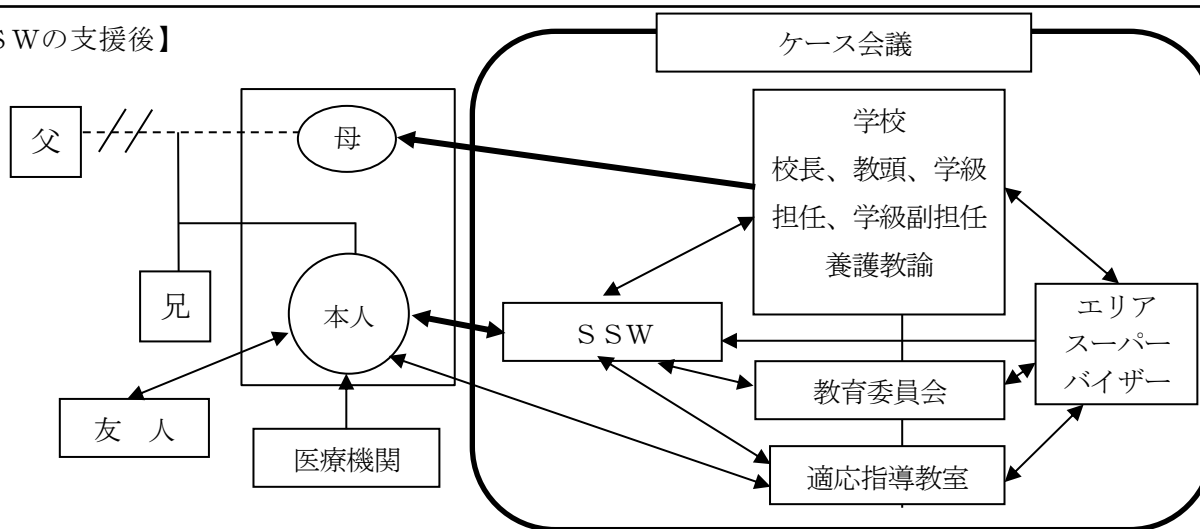 ＳＷの支援後】
ケース会議
父
母
兄
本人
友　人
医療機関
学校
校長、教頭、学級
担任、学級副担任
養護教諭
ＳＳＷ
教育委員会
適応指導教室
エリア
スーパー
バイザー